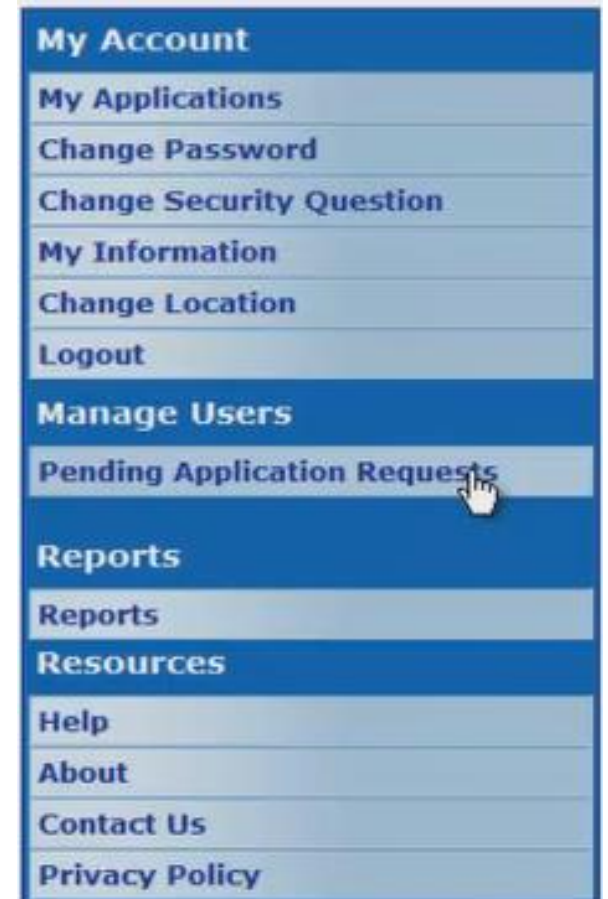 My Account
My Applications
Change Password
Change Security Question
My Information
Change Location
Logout
Manage Users
Pending Application Requests
Reports
Reports
Resources
Help
About
Contact Us
Privacy Policy